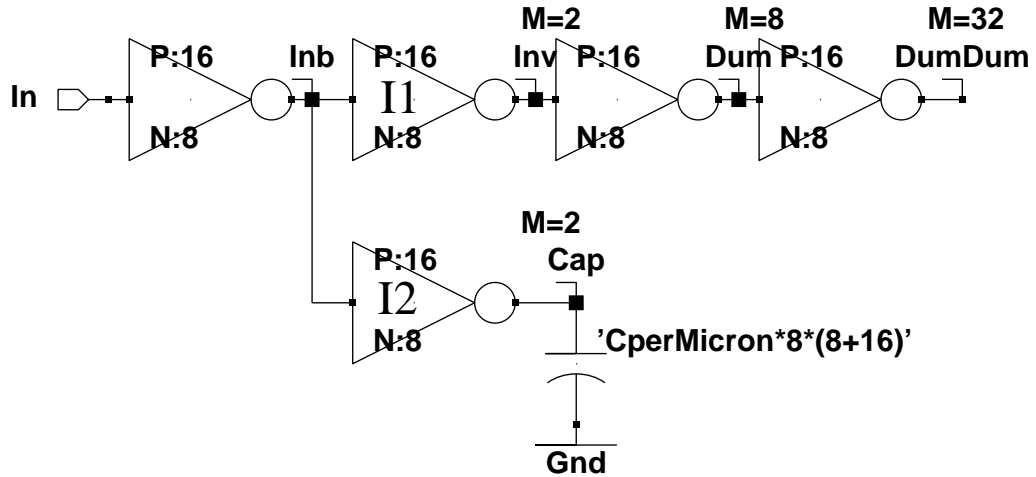 M=2 M=8 M=32
P:16 Inb P:16 Inv P:16 Dum P:16 DumDum
In I1
N:8 N:8 N:8 N:8
M=2
P:16 Cap
I2
N:8 'CperMicron*8*(8+16)'
Gnd